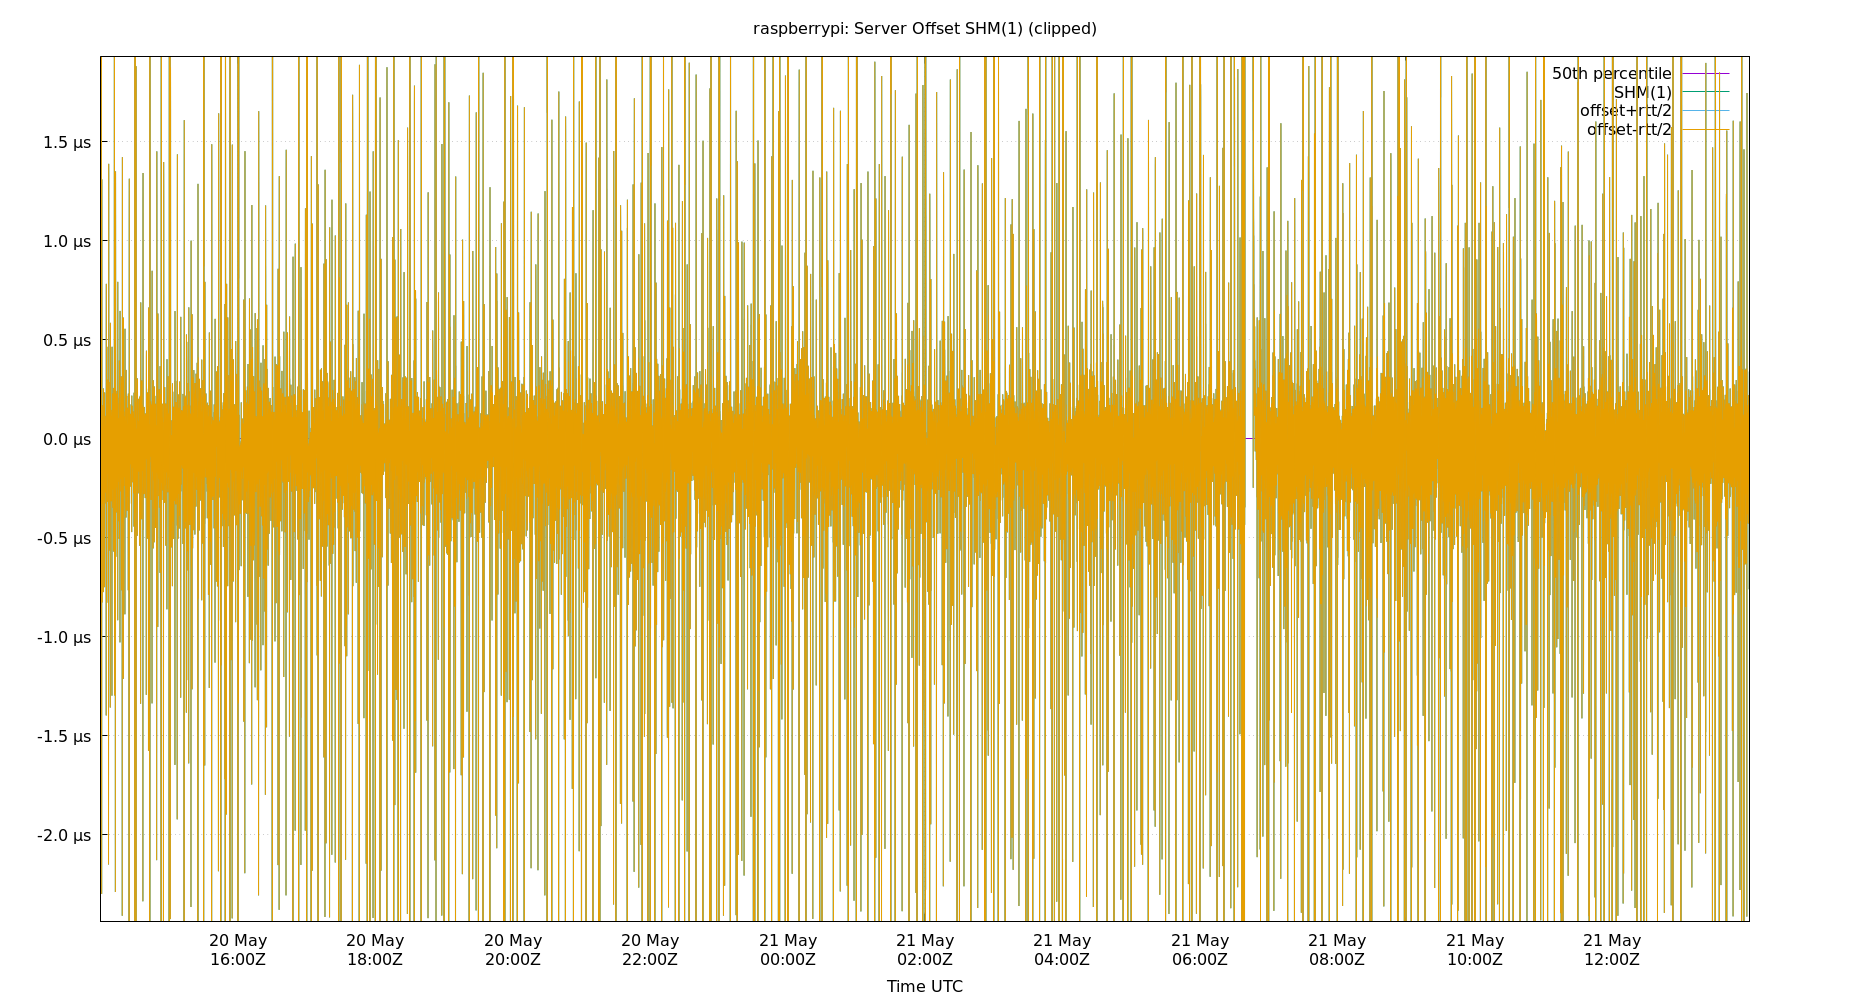 raspberrypi: Server Offset SHM(1) (clipped)
50th percentile
SHM(1)
offset+rtt/2
offset-rtt/2
1.5 µs
1.0 µs
0.5 µs
0.0 µs
-0.5 µs
-1.0 µs
-1.5 µs
-2.0 µs
20 May 20 May 20 May 20 May 21 May 21 May 21 May 21 May 21 May 21 May 21 May
16:00Z 18:00Z 20:00Z 22:00Z 00:00Z 02:00Z 04:00Z 06:00Z 08:00Z 10:00Z 12:00Z
Time UTC